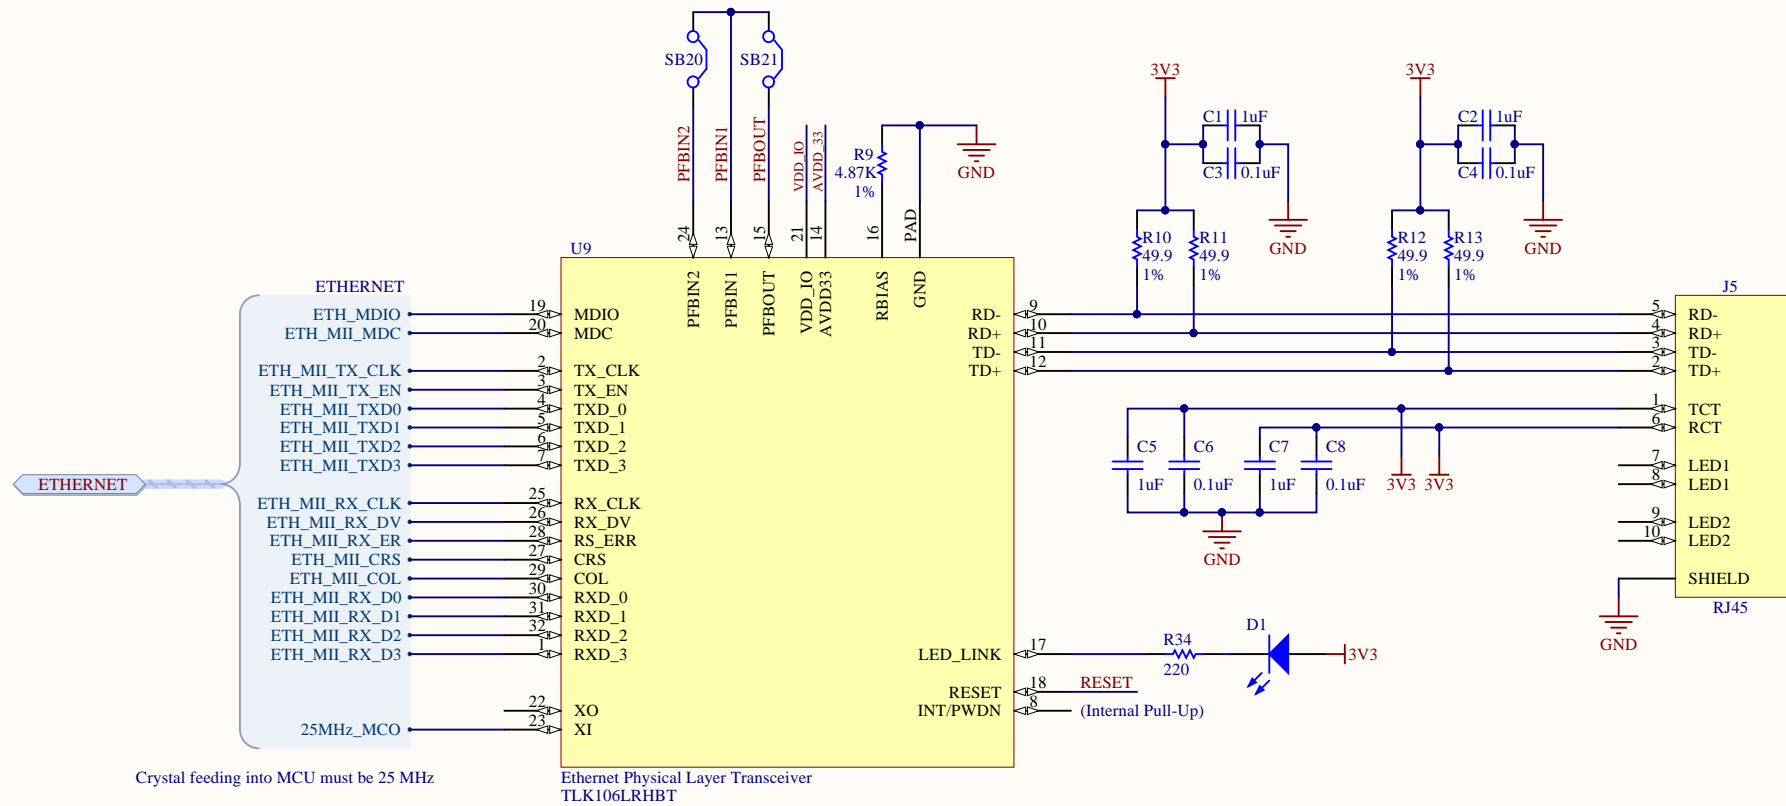 SB20
SB21
PFBIN2
PFBIN1
PFBOUT
VDD_IO
AVDD_33
R9
4.87K
1%
GND
24
13
15
21
14
16
PAD
3V3
C1 1uF
C3 0.1uF
GND
3V3
C2 1uF
C4 0.1uF
GND
R10
49.9
1%
R11
49.9
1%
R12
49.9
1%
R13
49.9
1%
U9
PFBIN2
PFBIN1
PFBOUT
VDD_IO
AVDD33
RBIAS
GND
ETHERNET
ETH_MDIO 19 MDIO
ETH_MII_MDC 20 MDC
ETH_MII_TX_CLK 2 TX_CLK
ETH_MII_TX_EN 3 TX_EN
ETH_MII_TXD0 4 TXD_0
ETH_MII_TXD1 5 TXD_1
ETH_MII_TXD2 6 TXD_2
ETH_MII_TXD3 7 TXD_3
ETHERNET
ETH_MII_RX_CLK 25 RX_CLK
ETH_MII_RX_DV 26 RX_DV
ETH_MII_RX_ER 28 RS_ERR
ETH_MII_CRS 27 CRS
ETH_MII_COL 29 COL
ETH_MII_RX_D0 30 RXD_0
ETH_MII_RX_D1 31 RXD_1
ETH_MII_RX_D2 32 RXD_2
ETH_MII_RX_D3 1 RXD_3
22 XO
25MHz_MCO 23 XI
RD- 9
RD+ 10
TD- 11
TD+ 12
J5
5 RD-
4 RD+
3 TD-
2 TD+
1 TCT
6 RCT
7 LED1
8 LED1
9 LED2
10 LED2
SHIELD
RJ45
GND
C5
1uF
C6
0.1uF
C7
1uF
C8
0.1uF
3V3 3V3
GND
LED_LINK 17
R34
220
D1
3V3
RESET 18 RESET
INT/PWDN 8 (Internal Pull-Up)
Crystal feeding into MCU must be 25 MHz
Ethernet Physical Layer Transceiver
TLK106LRHBT